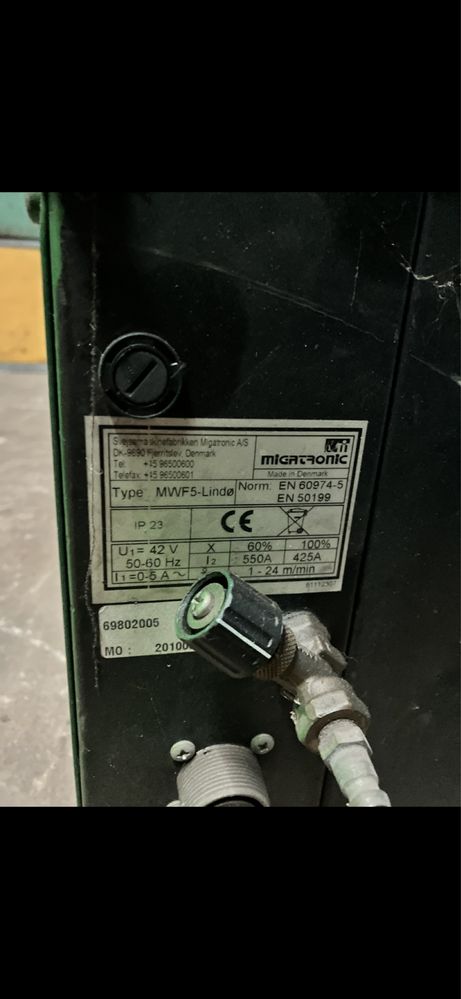 Svejsemaskinefabrikken Migatronic A/S
DK-9690 Fjerritslev, Denmark
Tel: +45 96500600
Telefax: +45 96500601
MIGATRONIC
Made in Denmark
Type: MWF5-Lindø
Norm: EN 60974-5
EN 50199
IP 23
CE
U1= 42 V X 60% 100%
50-60 Hz I2 550A 425A
I1=0-5 A 1 - 24 m/min
69802005
MO :